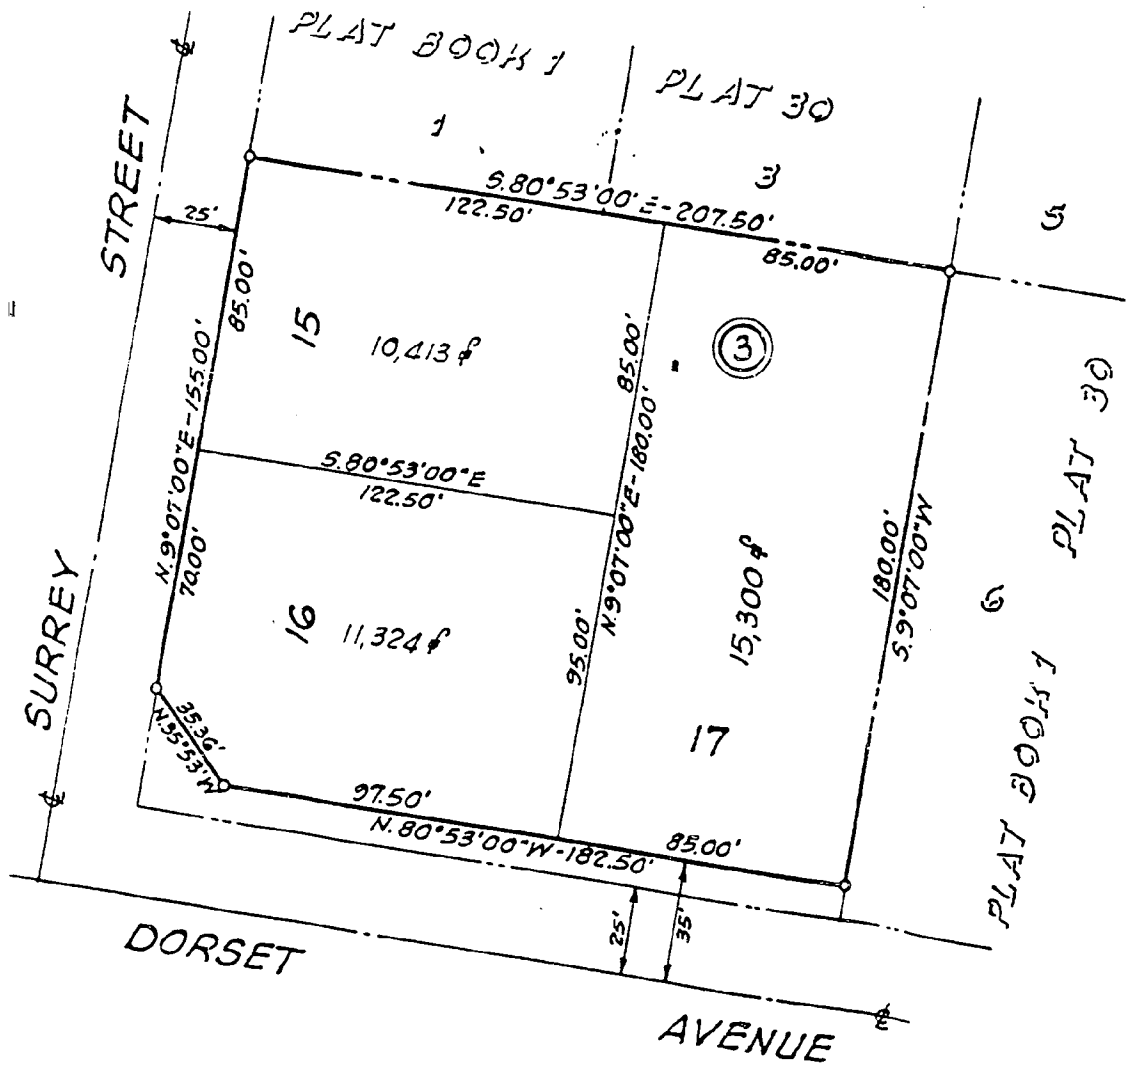 PLAT BOOK 1
PLAT 30
1
3
5
STREET
25'
S.80°53'00"E-207.50'
122.50'
85.00'
85.00'
15
10,413
85.00'
3
N.9°07'00"E-155.00'
S.80°53'00"E
122.50'
N.9°07'00"E-180.00'
PLAT 30
70.00'
16
11,324
95.00'
15,300
180.00'
S.9°07'00"W
6
SURREY
35.36'
N.35°53'W
17
PLAT BOOK 1
97.50'
N.80°53'00"W-182.50'
85.00'
25'
35'
DORSET
AVENUE